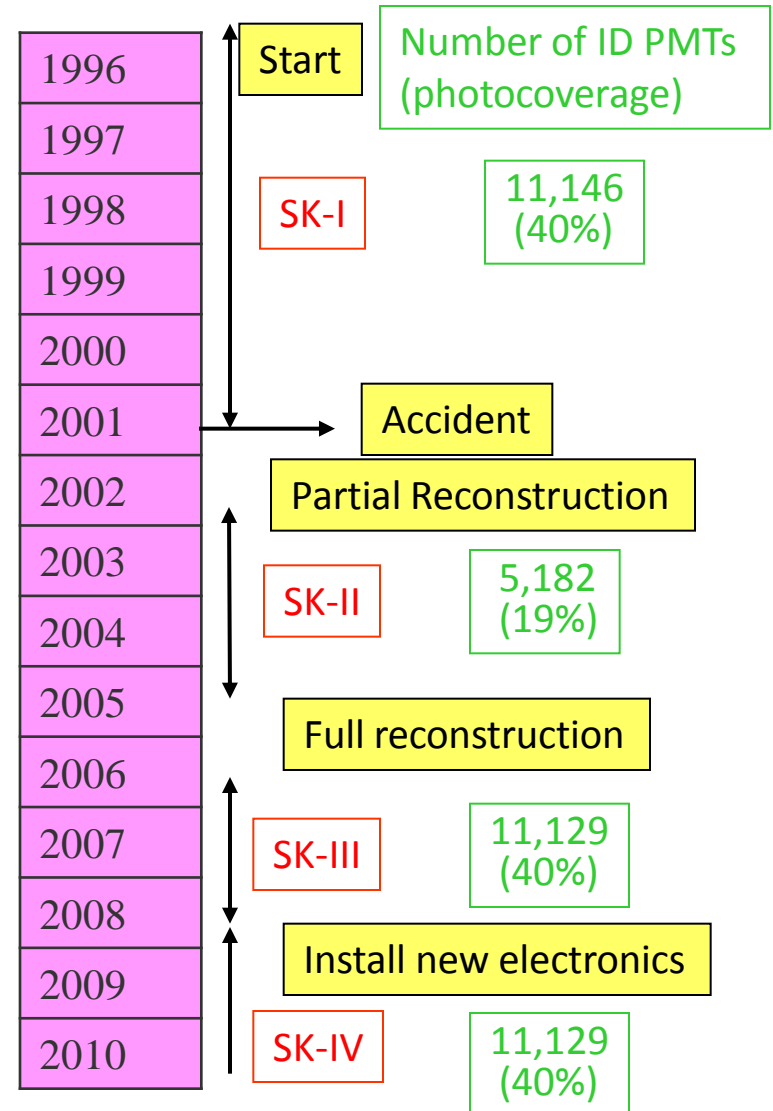 1996
Start
Number of ID PMTs
(photocoverage)
1997
1998
SK-I
11,146
(40%)
1999
2000
2001
Accident
2002
Partial Reconstruction
2003
SK-II
5,182
(19%)
2004
2005
Full reconstruction
2006
2007
SK-III
11,129
(40%)
2008
Install new electronics
2009
2010
SK-IV
11,129
(40%)